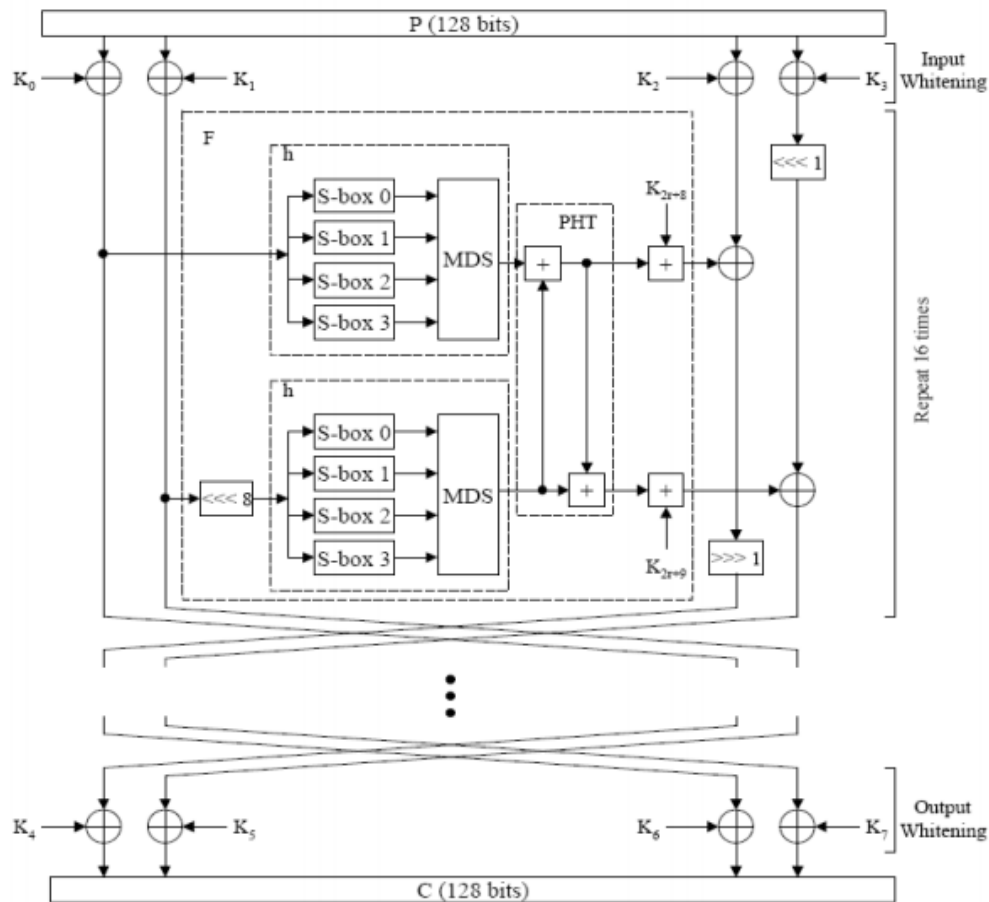 P (128 bits)
K₀
K₁
K₂
K₃
Input
Whitening
F
<<< 1
h
S-box 0
S-box 1
S-box 2
S-box 3
MDS
PHT
K₂ᵣ₊₈
+
+
h
S-box 0
S-box 1
S-box 2
S-box 3
MDS
<<< 8
+
+
K₂ᵣ₊₉
>>> 1
Repeat 16 times
K₄
K₅
K₆
K₇
Output
Whitening
C (128 bits)